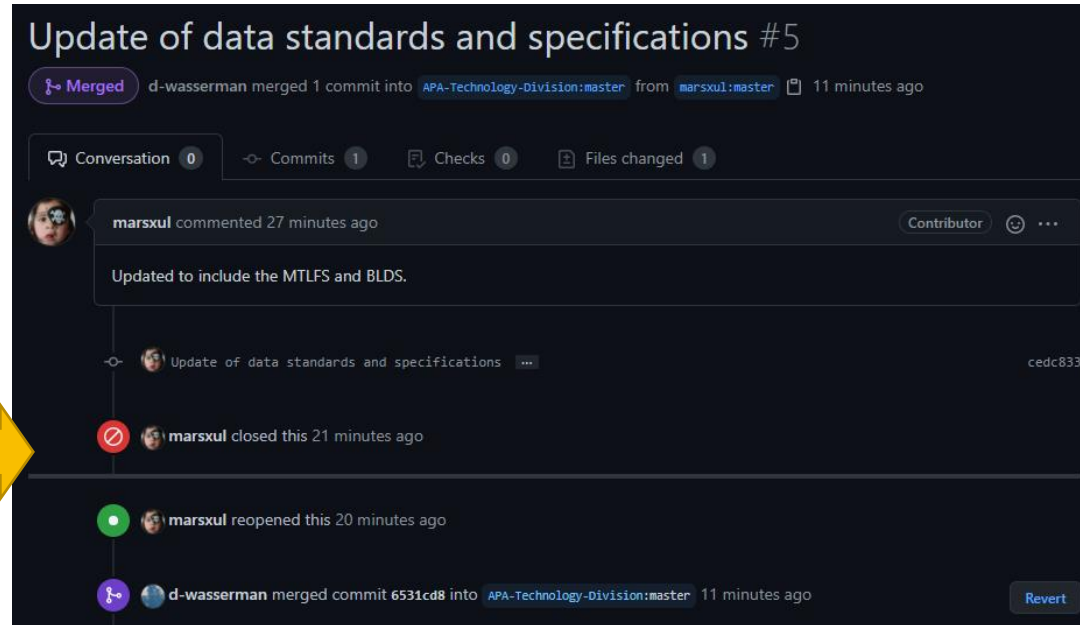 Update of data standards and specifications #5
Merged d-wasserman merged 1 commit into APA-Technology-Division:master from marsxul:master 11 minutes ago
Conversation 0 Commits 1 Checks 0 Files changed 1
marsxul commented 27 minutes ago Contributor ...
Updated to include the MTLFS and BLDS.
Update of data standards and specifications ... cedc833
marsxul closed this 21 minutes ago
marsxul reopened this 20 minutes ago
d-wasserman merged commit 6531cd8 into APA-Technology-Division:master 11 minutes ago Revert